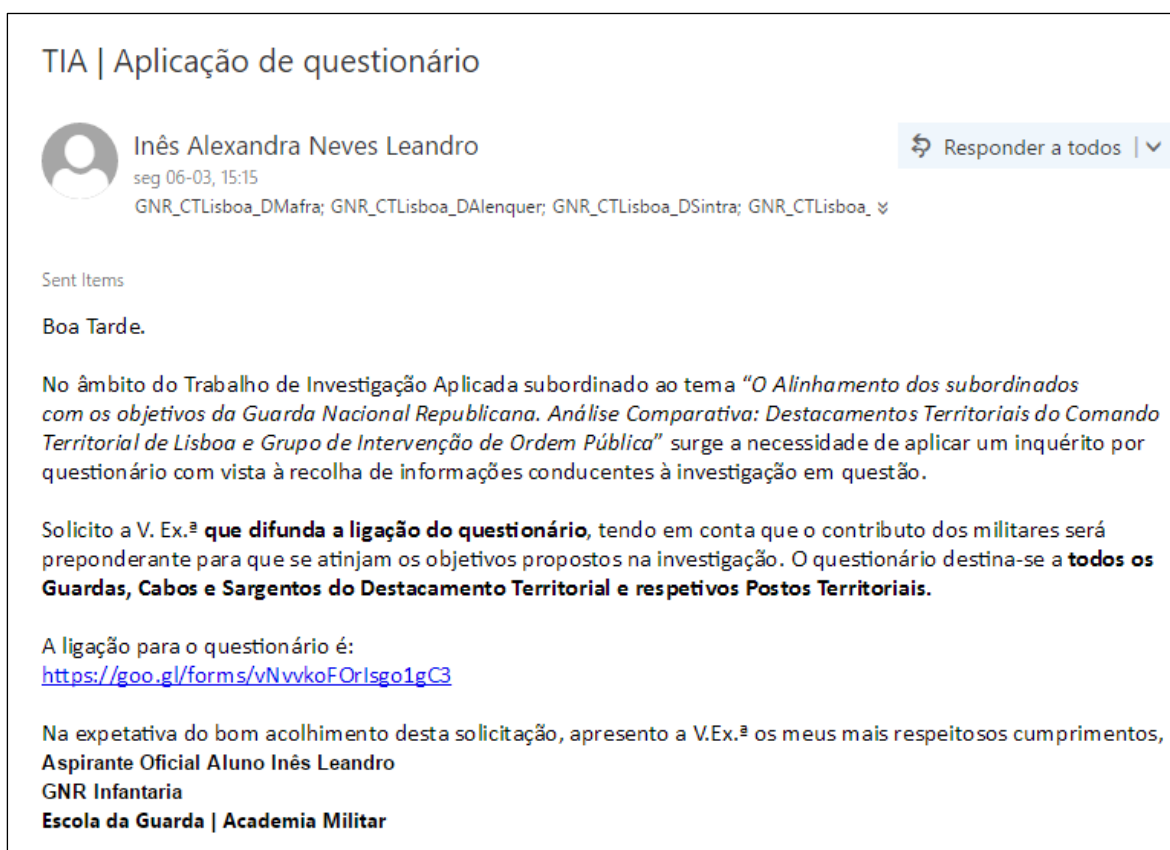 TIA | Aplicação de questionário
Inês Alexandra Neves Leandro
Responder a todos |
seg 06-03, 15:15
GNR_CTLisboa_DMafra; GNR_CTLisboa_DAlenquer; GNR_CTLisboa_DSintra; GNR_CTLisboa_
Sent Items
Boa Tarde.
No âmbito do Trabalho de Investigação Aplicada subordinado ao tema "O Alinhamento dos subordinados
com os objetivos da Guarda Nacional Republicana. Análise Comparativa: Destacamentos Territoriais do Comando
Territorial de Lisboa e Grupo de Intervenção de Ordem Pública" surge a necessidade de aplicar um inquérito por
questionário com vista à recolha de informações conducentes à investigação em questão.
Solicito a V. Ex.ª que difunda a ligação do questionário, tendo em conta que o contributo dos militares será
preponderante para que se atinjam os objetivos propostos na investigação. O questionário destina-se a todos os
Guardas, Cabos e Sargentos do Destacamento Territorial e respetivos Postos Territoriais.
A ligação para o questionário é:
https://goo.gl/forms/vNvvkoFOrIsgo1gC3
Na expetativa do bom acolhimento desta solicitação, apresento a V.Ex.ª os meus mais respeitosos cumprimentos,
Aspirante Oficial Aluno Inês Leandro
GNR Infantaria
Escola da Guarda | Academia Militar